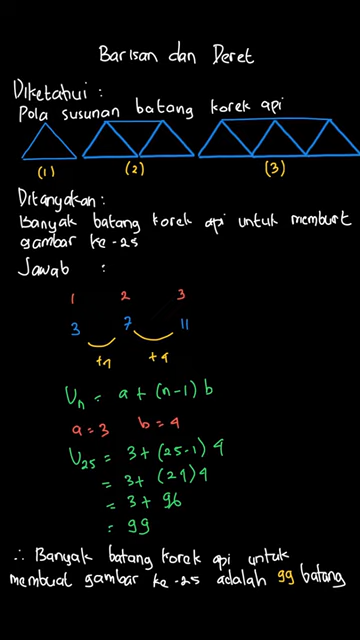 Barisan dan Deret
Diketahui :
Pola susunan batang korek api
(1) (2) (3)
Ditanyakan :
Banyak batang korek api untuk membuat
gambar ke-25
Jawab :
1 2 3
3 7 11
+4 +4
Un = a + (n-1) b
a = 3 b = 4
U25 = 3 + (25-1) 4
= 3 + (24) 4
= 3 + 96
= 99
∴ Banyak batang korek api untuk
membuat gambar ke-25 adalah 99 batang